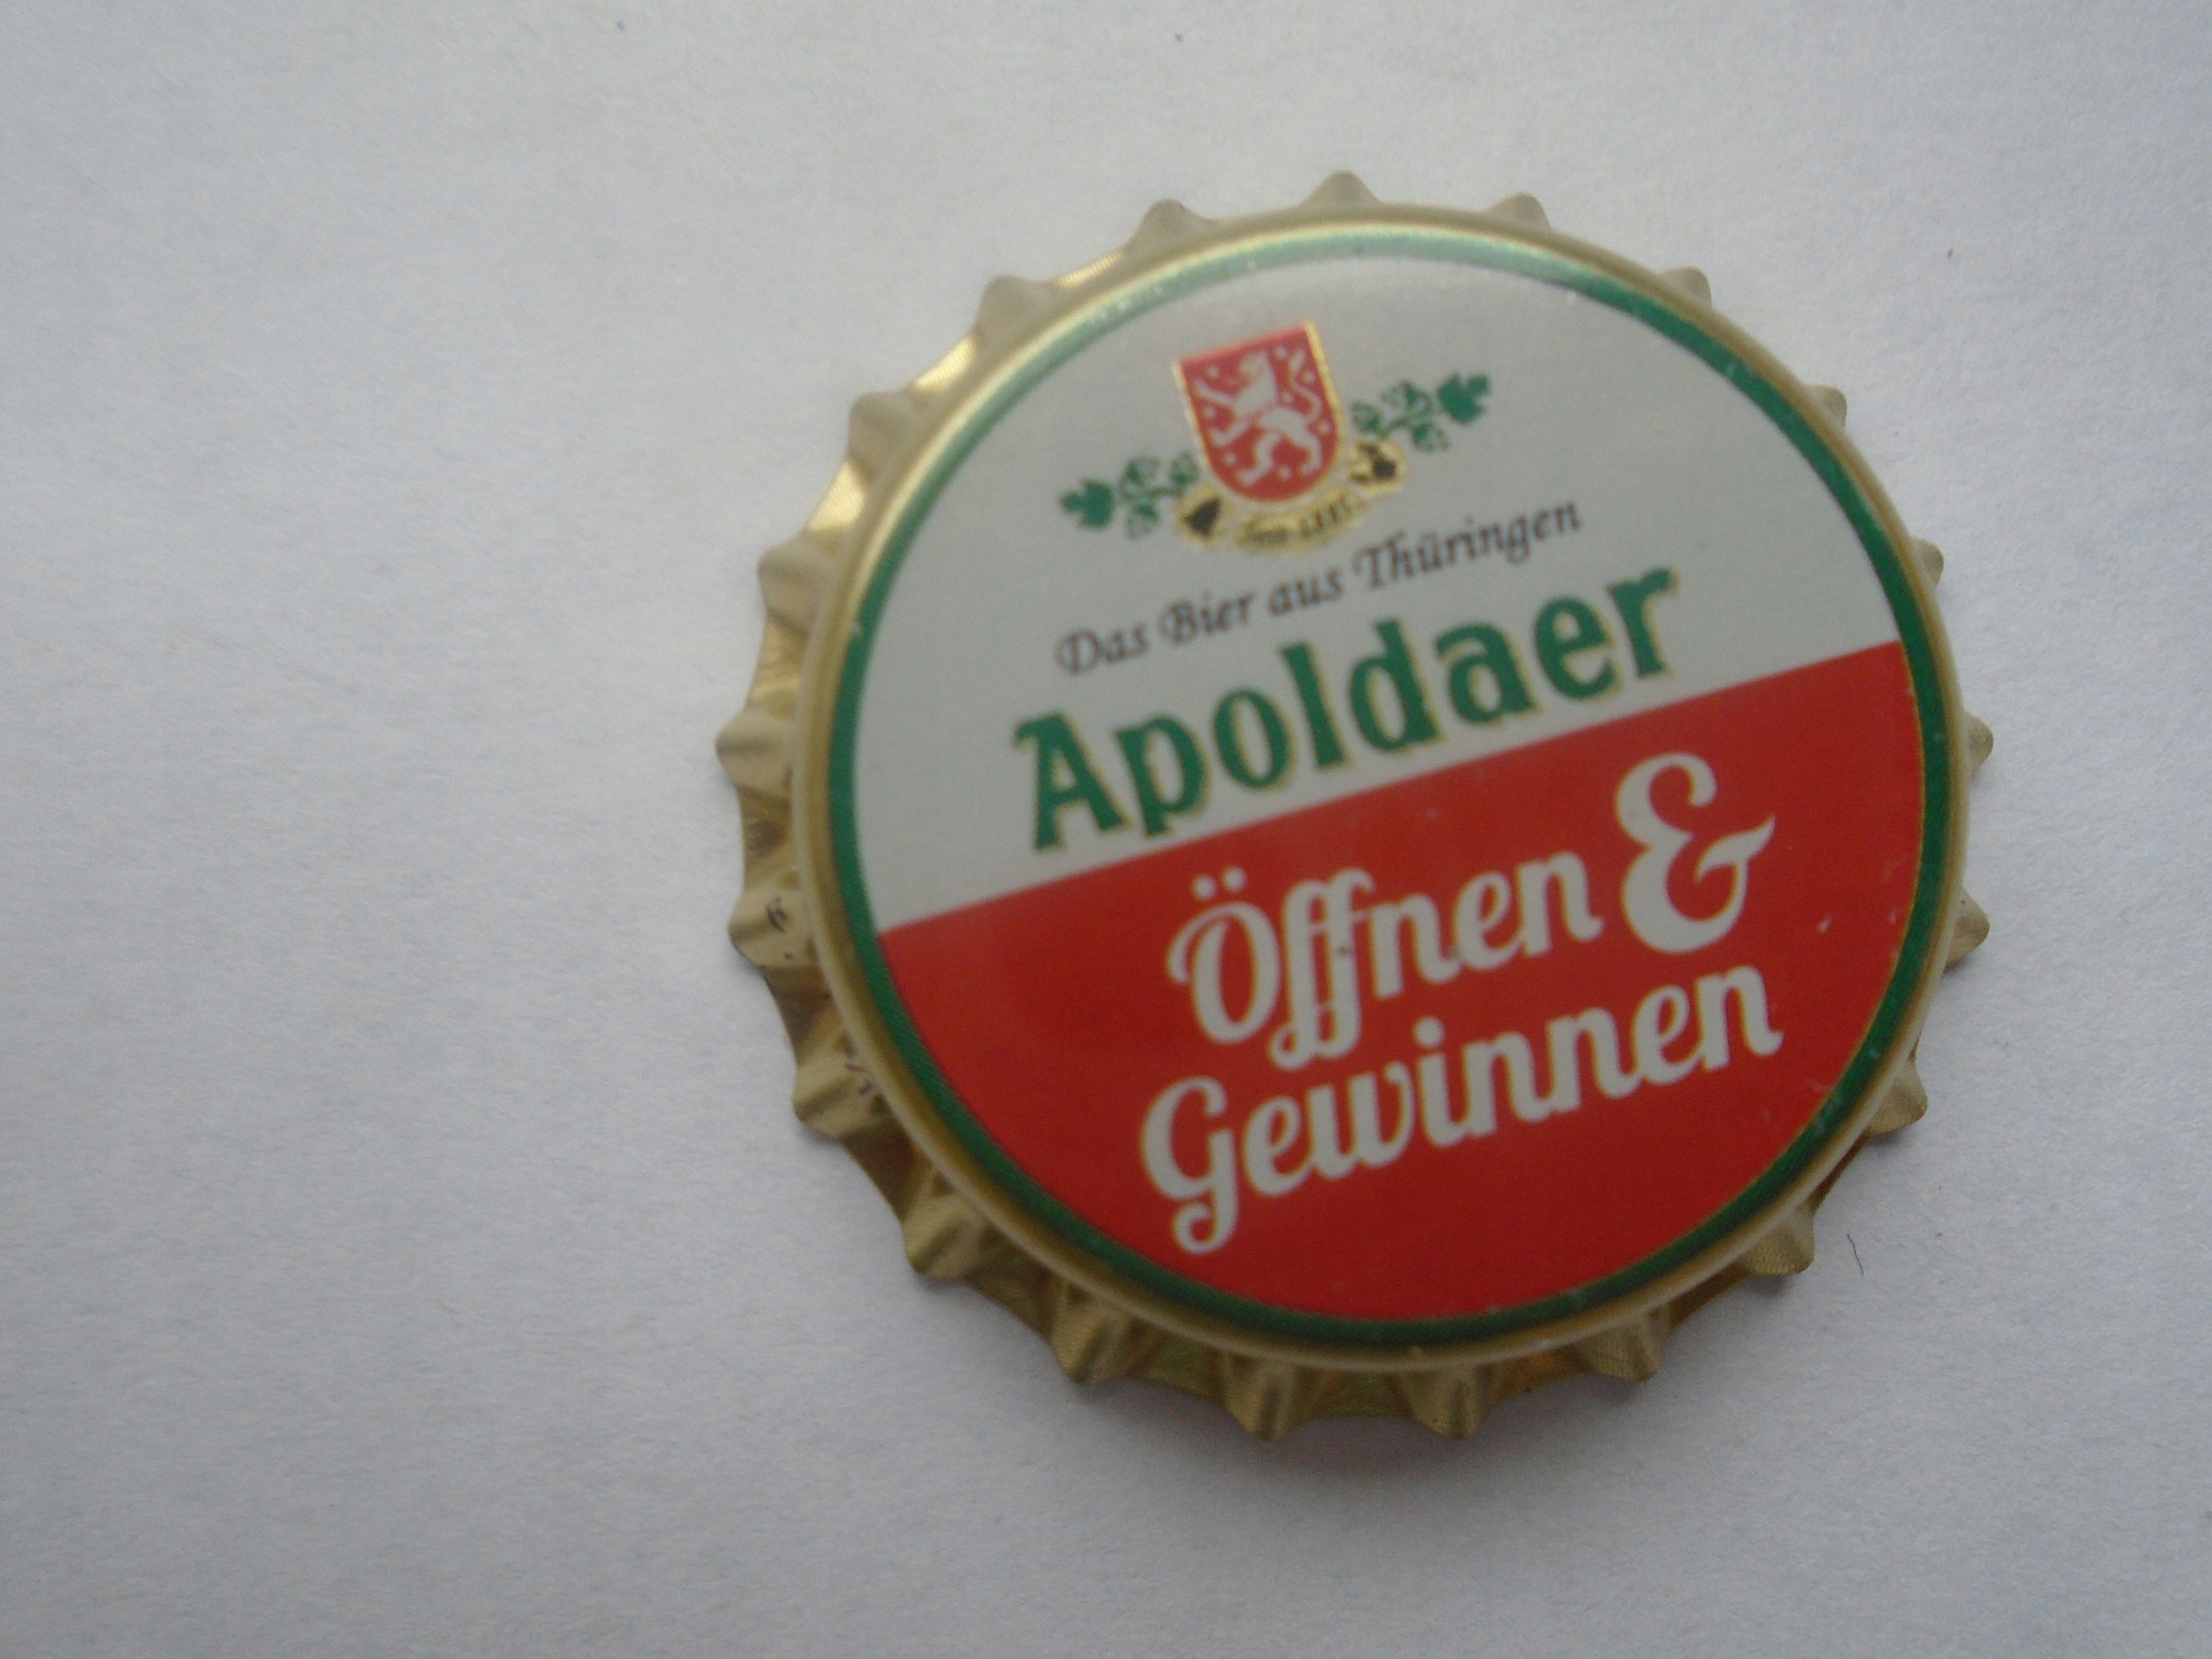 Das Bier aus Thüringen
Apoldaer
Öffnen &
Gewinnen